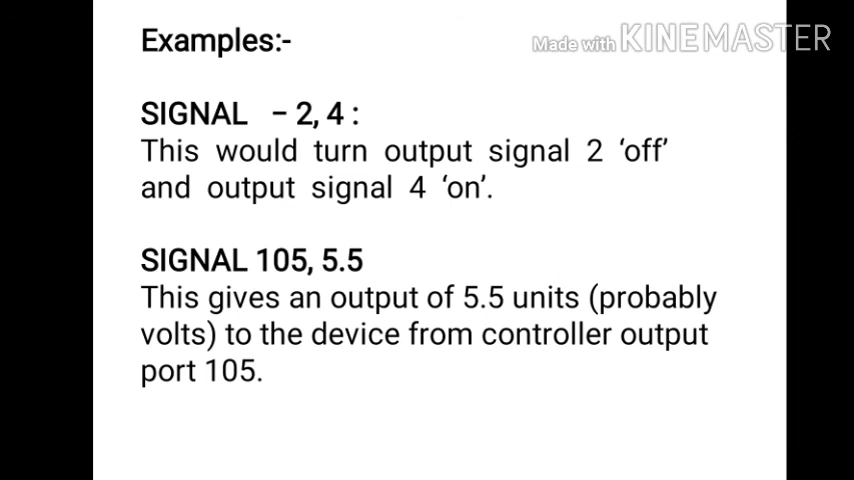 Examples:-
Made with KINEMASTER
SIGNAL – 2, 4 :
This would turn output signal 2 ‘off’
and output signal 4 ‘on’.
SIGNAL 105, 5.5
This gives an output of 5.5 units (probably
volts) to the device from controller output
port 105.